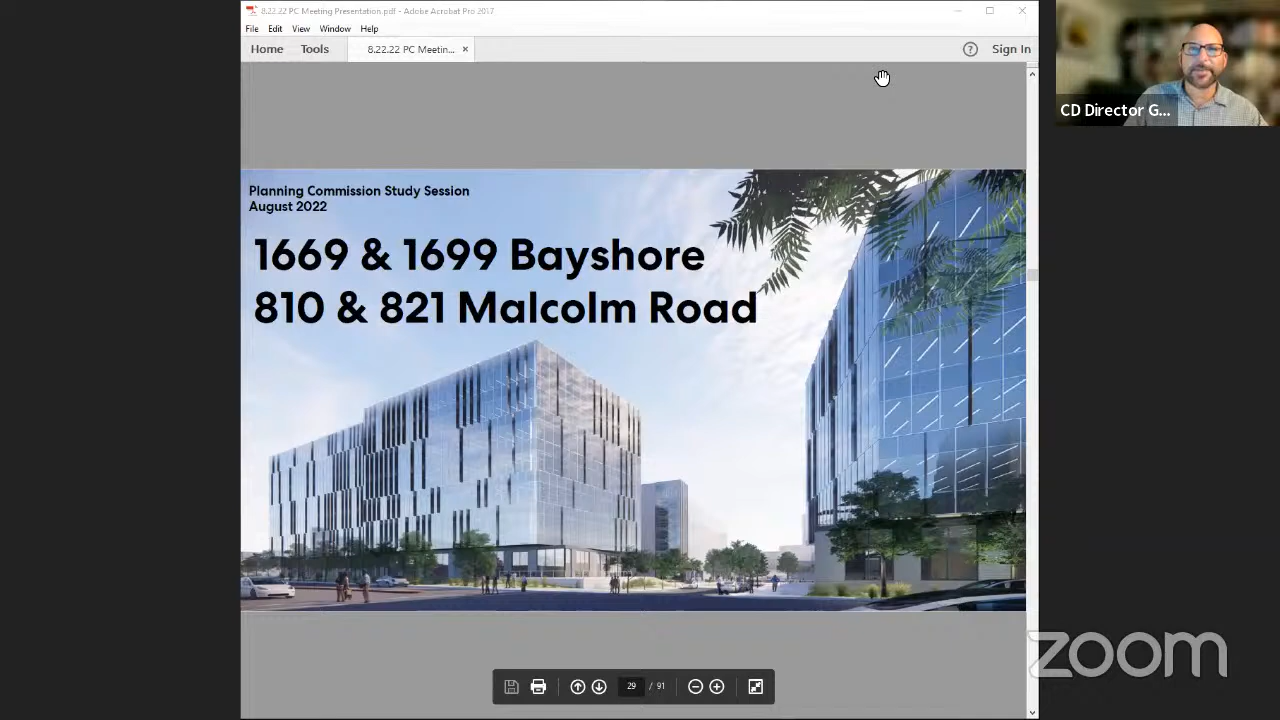 8.22.22 PC Meeting Presentation.pdf - Adobe Acrobat Pro 2017
File Edit View Window Help
Home Tools 8.22.22 PC Meetin... × ? Sign In
CD Director G...
Planning Commission Study Session
August 2022
1669 & 1699 Bayshore
810 & 821 Malcolm Road
29 / 91
zoom